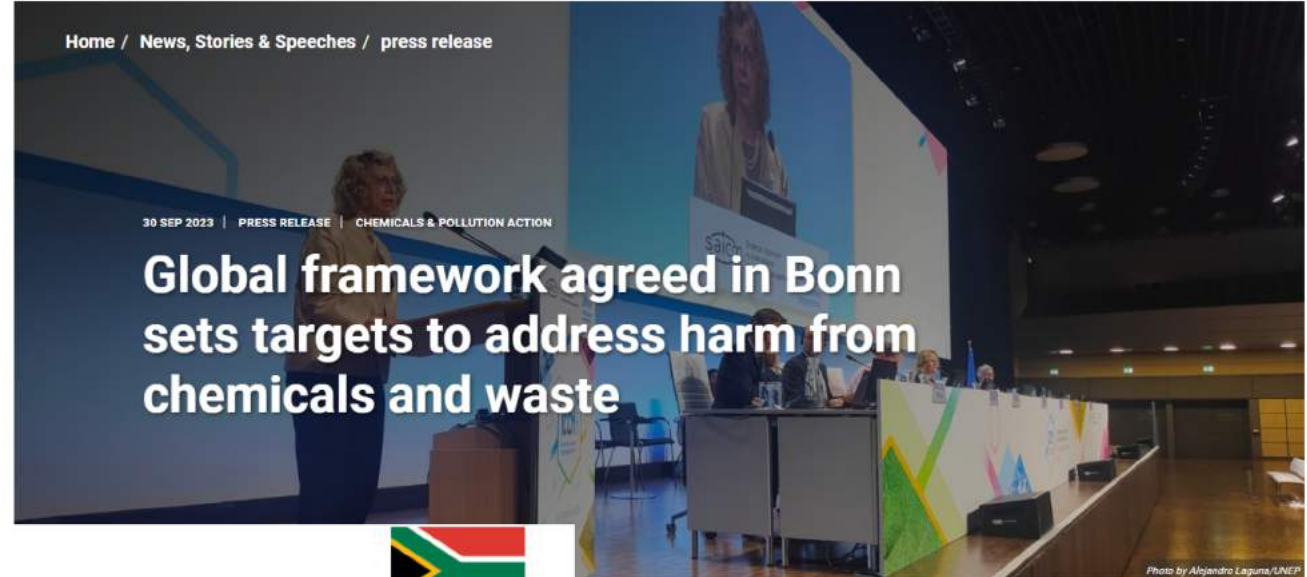 Home / News, Stories & Speeches / press release
saicm
30 SEP 2023 | PRESS RELEASE | CHEMICALS & POLLUTION ACTION
Global framework agreed in Bonn
sets targets to address harm from
chemicals and waste
Photo by Alejandro Laguna/UNEP